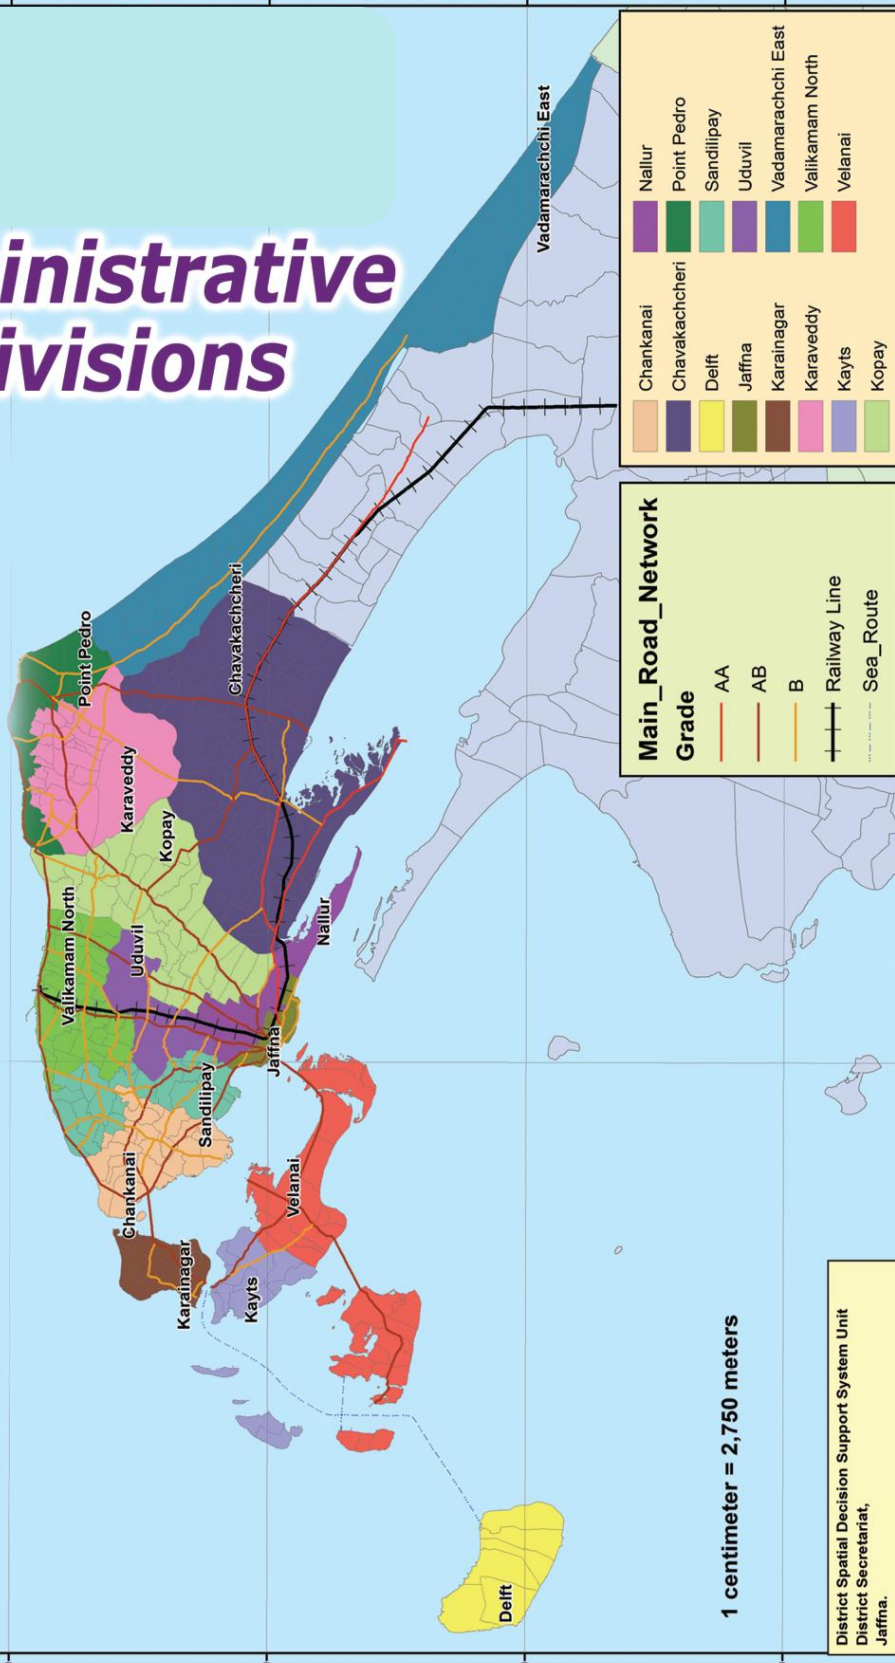 inistrative
ivisions
Vadamarachchi East
Point Pedro
Chavakachcheri
Karaveddy
Kopay
Valikamam North
Uduvil
Nallur
Jaffna
Sandilipay
Chankanai
Velanai
Karainagar
Kayts
Delft
Chankanai
Chavakachcheri
Delft
Jaffna
Karainagar
Karaveddy
Kayts
Kopay
Nallur
Point Pedro
Sandilipay
Uduvil
Vadamarachchi East
Valikamam North
Velanai
Main_Road_Network
Grade
AA
AB
B
Railway Line
Sea_Route
1 centimeter = 2,750 meters
District Spatial Decision Support System Unit
District Secretariat,
Jaffna.